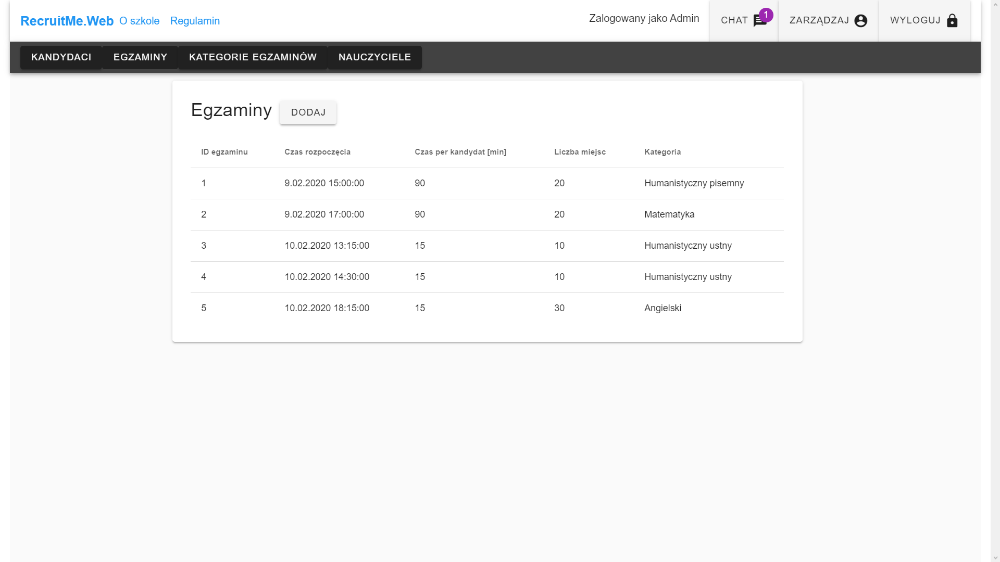 RecruitMe.Web O szkole Regulamin Zalogowany jako Admin CHAT 1 ZARZĄDZAJ WYLOGUJ
KANDYDACI EGZAMINY KATEGORIE EGZAMINÓW NAUCZYCIELE
Egzaminy DODAJ
ID egzaminu Czas rozpoczęcia Czas per kandydat [min] Liczba miejsc Kategoria
1 9.02.2020 15:00:00 90 20 Humanistyczny pisemny
2 9.02.2020 17:00:00 90 20 Matematyka
3 10.02.2020 13:15:00 15 10 Humanistyczny ustny
4 10.02.2020 14:30:00 15 10 Humanistyczny ustny
5 10.02.2020 18:15:00 15 30 Angielski